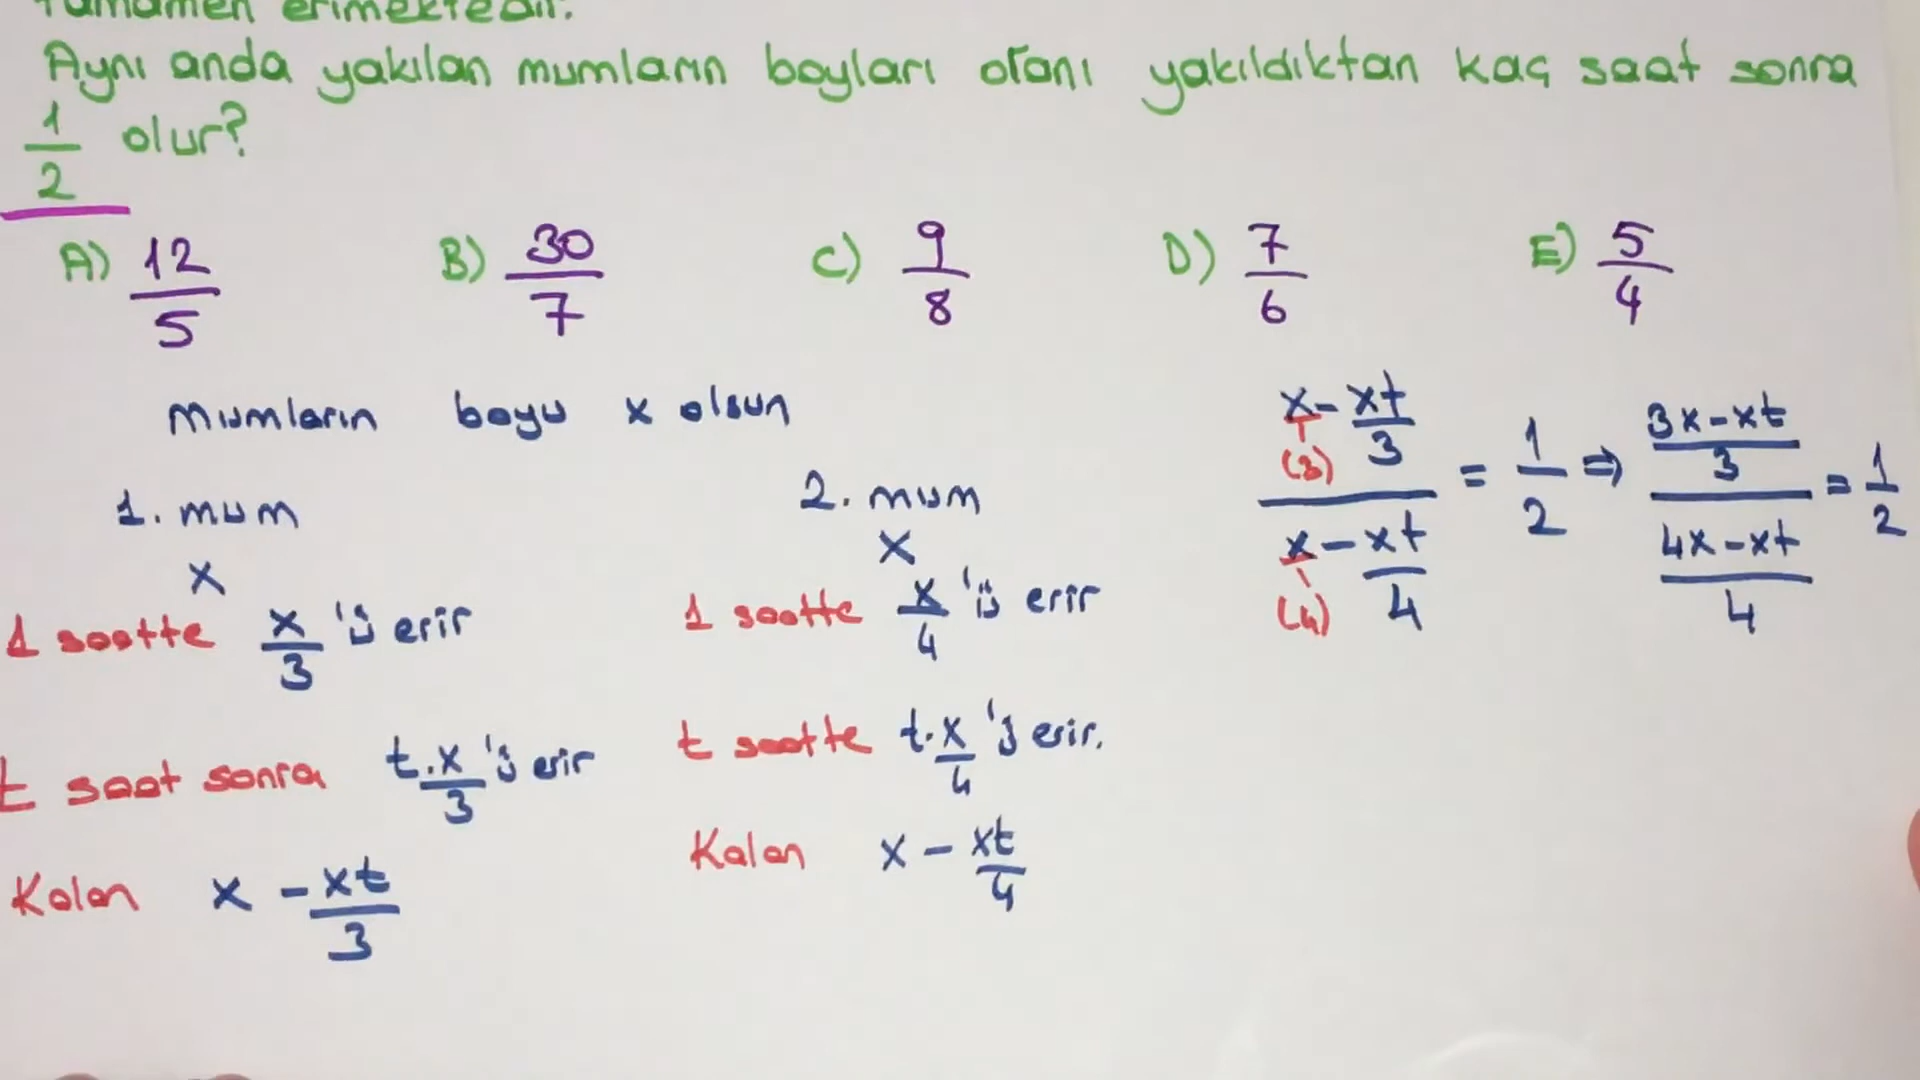 tamamen erimektedir.
Aynı anda yakılan mumların boyları oranı yakıldıktan kaç saat sonra
1/2 olur?
A) 12/5 B) 30/7 C) 9/8 D) 7/6 E) 5/4
mumların boyu x olsun
1. mum
x
1 saatte x/3 'ü erir
t saat sonra t.x/3 'ü erir
Kalan x - xt/3
2. mum
x
1 saatte x/4 'ü erir
t saatte t.x/4 'ü erir.
Kalan x - xt/4
(x - xt/3)/(x - xt/4) = 1/2 ⇒ ((3x-xt)/3)/((4x-xt)/4) = 1/2
(3)
(4)